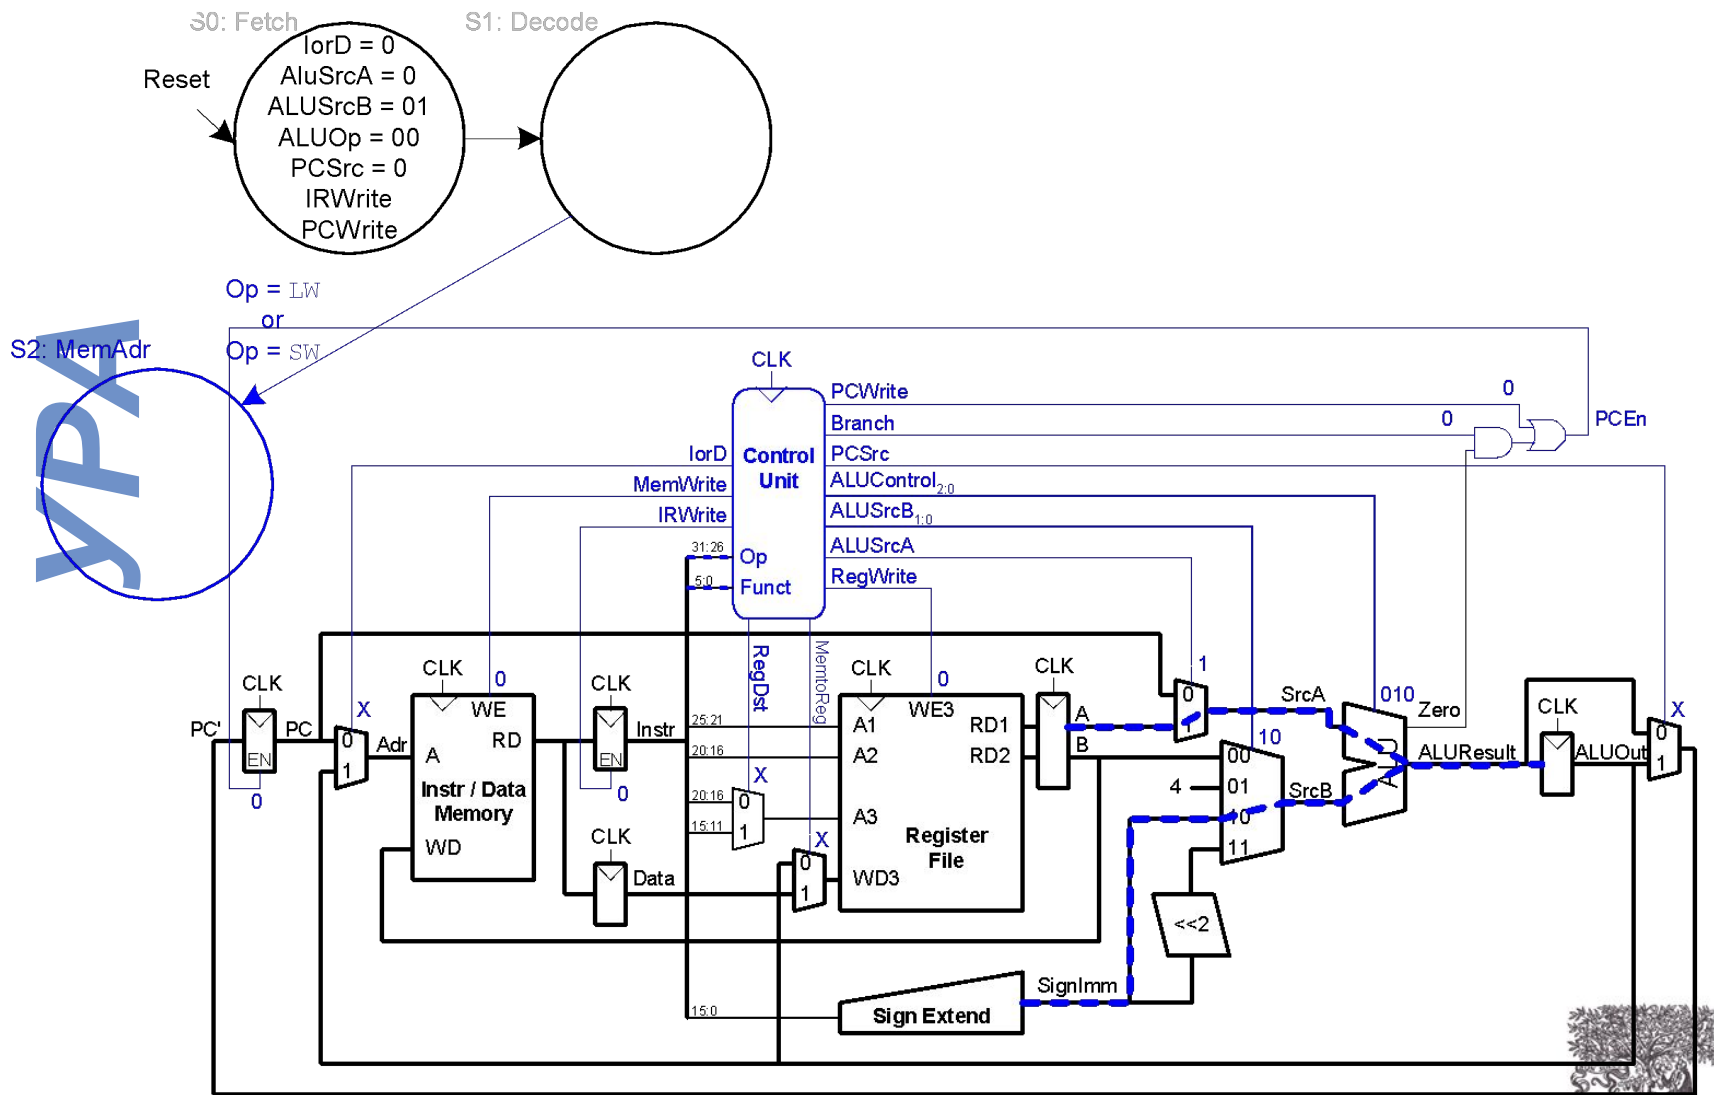 S0: Fetch
S1: Decode
Reset
IorD = 0
AluSrcA = 0
ALUSrcB = 01
ALUOp = 00
PCSrc = 0
IRWrite
PCWrite
Op = LW
or
Op = SW
S2: MemAdr
УРА
CLK
PCWrite
0
Branch
0
PCEn
IorD
Control
Unit
PCSrc
MemWrite
ALUControl2:0
IRWrite
ALUSrcB1:0
31:26
Op
ALUSrcA
5:0
Funct
RegWrite
RegDst
MemtoReg
CLK
CLK
CLK
CLK
CLK
0
0
1
SrcA
010
Zero
CLK
X
X
PC'
PC
EN
0
0
1
Adr
A
WE
RD
Instr / Data
Memory
WD
EN
0
Instr
25:21
20:16
20:16
15:11
X
0
1
X
0
1
A1
A2
A3
WD3
WE3
RD1
RD2
Register
File
A
B
0
1
10
00
4
01
10
11
SrcB
ALU
ALUResult
ALUOut
0
1
CLK
Data
<<2
SignImm
15:0
Sign Extend